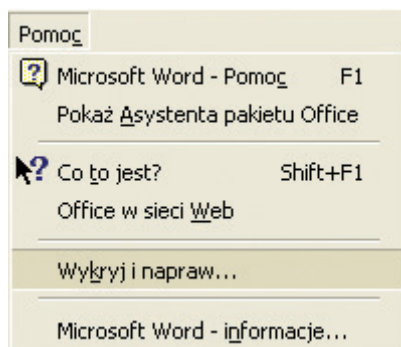 Pomoc
Microsoft Word - Pomoc F1
Pokaż Asystenta pakietu Office
Co to jest? Shift+F1
Office w sieci Web
Wykryj i napraw...
Microsoft Word - informacje...